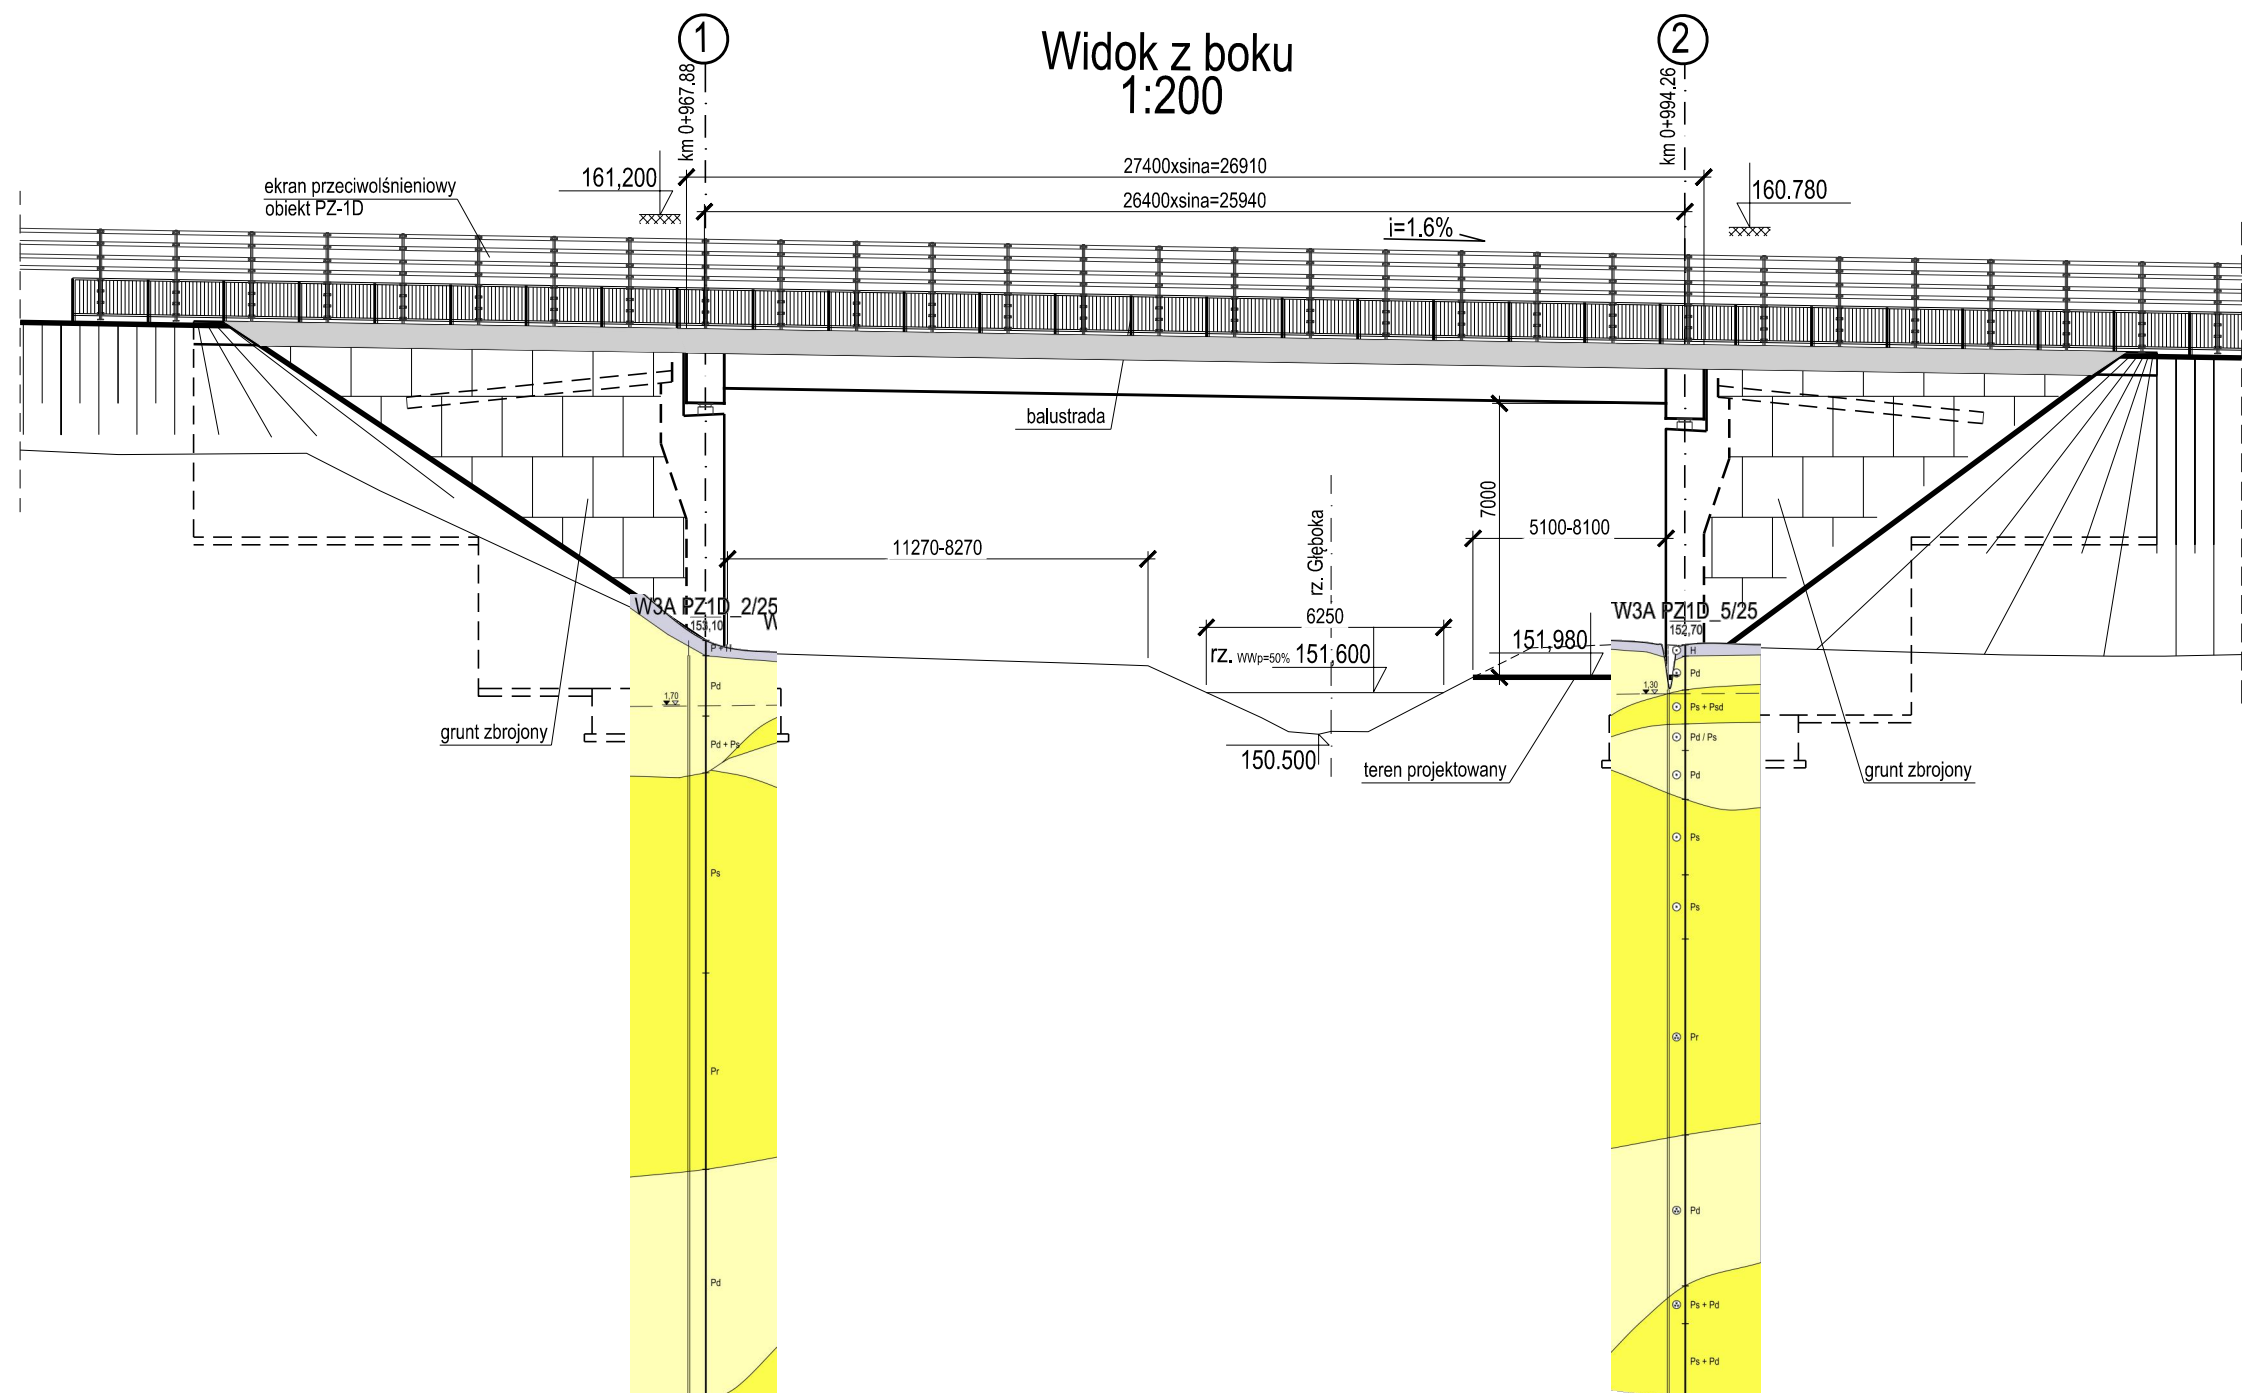 1
2
Widok z boku
1:200
km 0+967.88
km 0+994.26
27400xsina=26910
161,200
ekran przeciwolśnieniowy
obiekt PZ-1D
160.780
26400xsina=25940
i=1.6%
balustrada
7000
rz. Głęboka
5100-8100
11270-8270
W3A PZ1D_2/25
153,10
W
6250
W3A PZ1D_5/25
152,70
rz. WWp=50% 151,600
151,980
P + H
H
Pd
Pd
1,70
1,30
Ps + Psd
grunt zbrojony
Pd + Ps
Pd / Ps
150.500
teren projektowany
Pd
grunt zbrojony
Ps
Ps
Ps
Pr
Pr
Pd
Pd
Ps + Pd
Ps + Pd